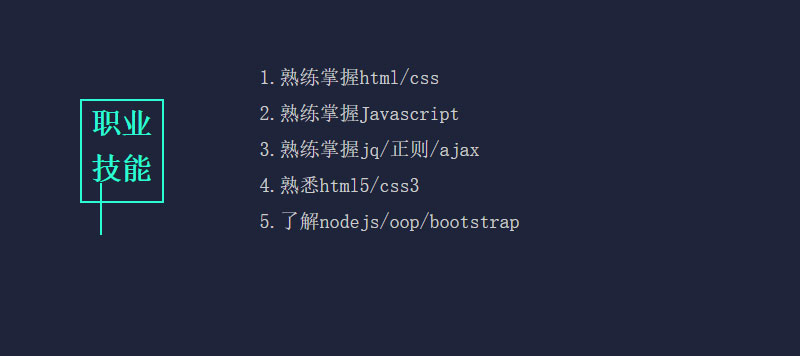 职业
技能
1.熟练掌握html/css
2.熟练掌握Javascript
3.熟练掌握jq/正则/ajax
4.熟悉html5/css3
5.了解nodejs/oop/bootstrap